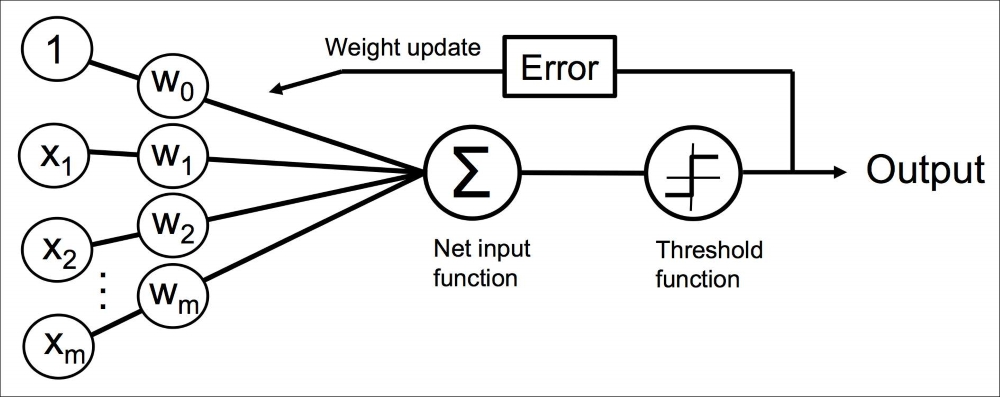 1
w0
Weight update
Error
x1
w1
Σ
Output
x2
w2
Net input
function
Threshold
function
⋮
xm
wm